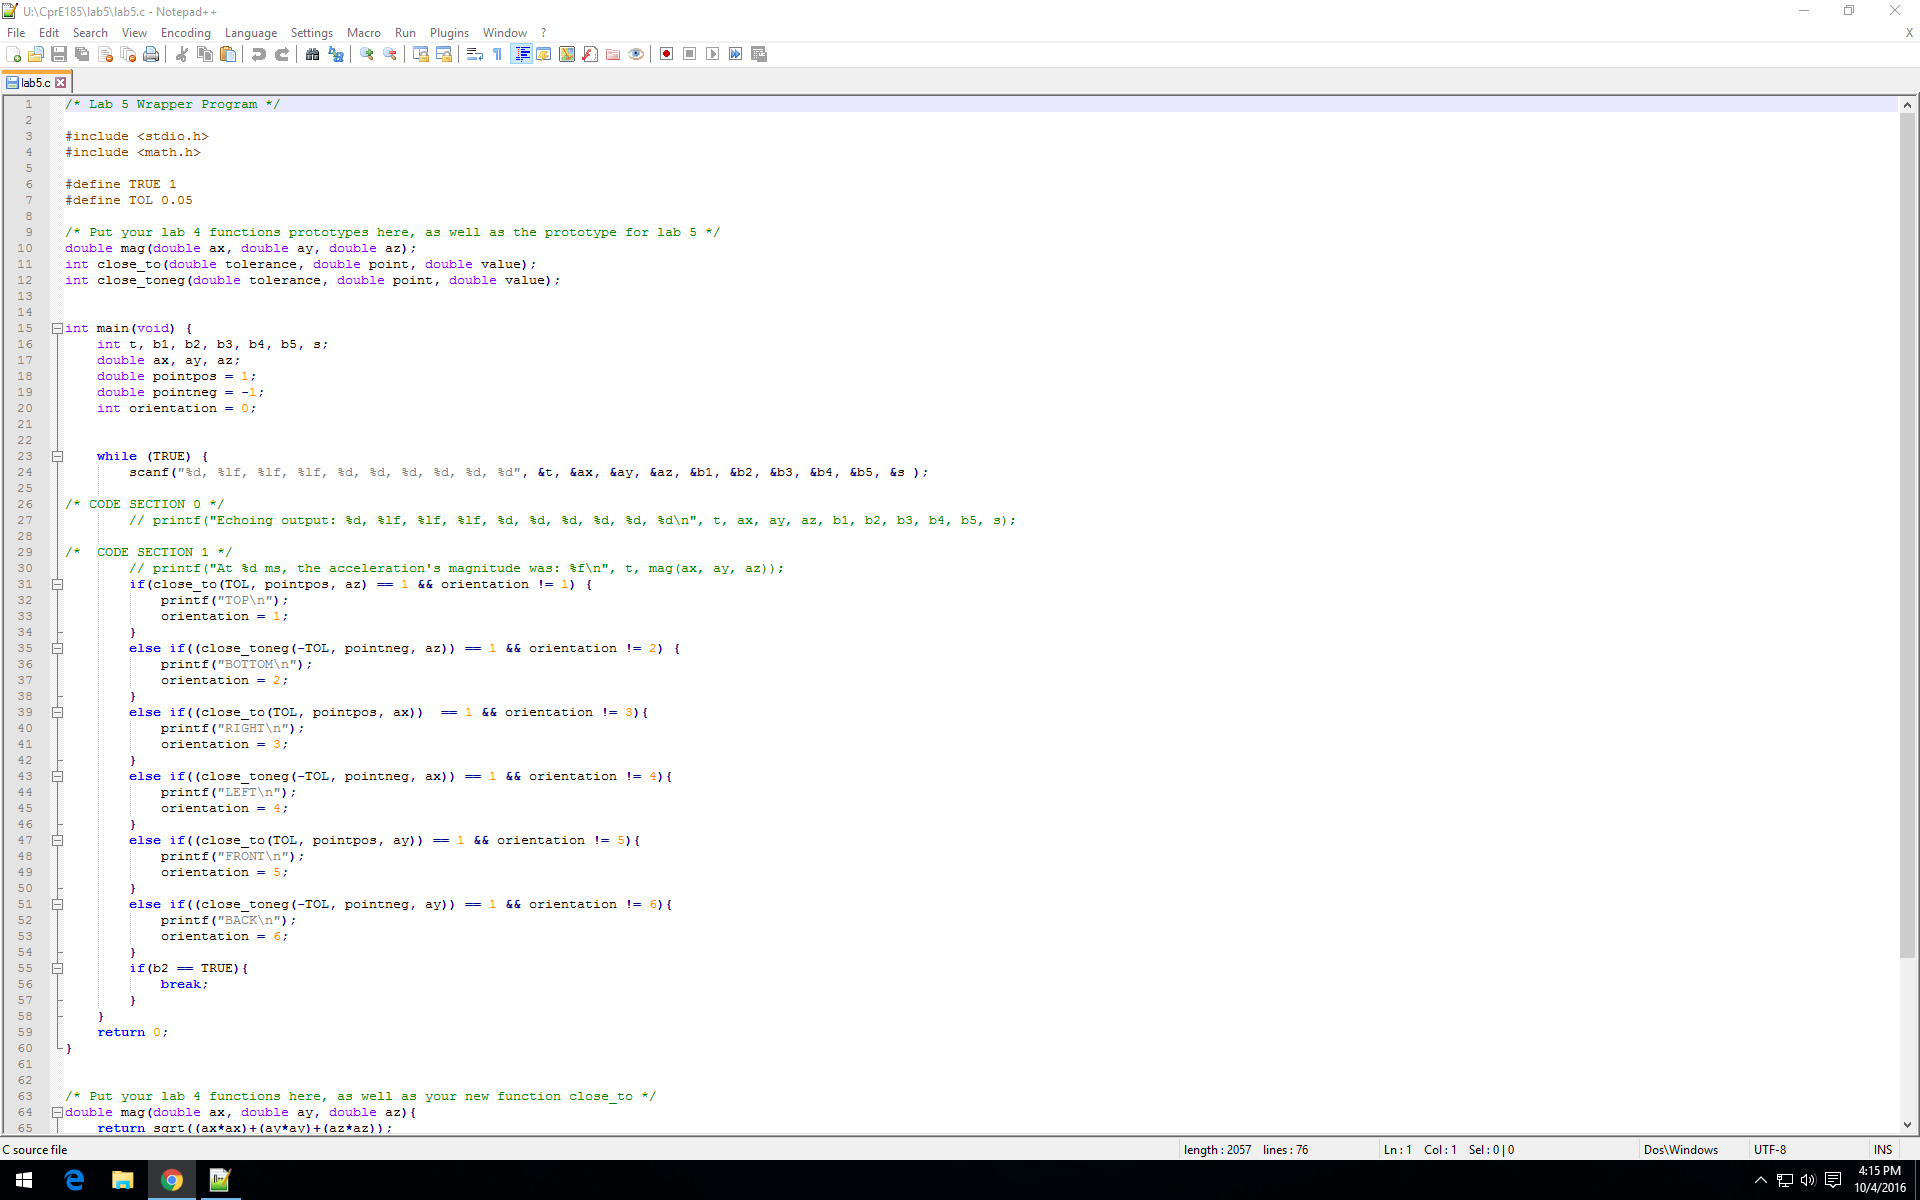 U:\CprE185\lab5\lab5.c - Notepad++
File Edit Search View Encoding Language Settings Macro Run Plugins Window ? X
lab5.c
1 /* Lab 5 Wrapper Program */
2
3 #include <stdio.h>
4 #include <math.h>
5
6 #define TRUE 1
7 #define TOL 0.05
8
9 /* Put your lab 4 functions prototypes here, as well as the prototype for lab 5 */
10 double mag(double ax, double ay, double az);
11 int close_to(double tolerance, double point, double value);
12 int close_toneg(double tolerance, double point, double value);
13
14
15 int main(void) {
16     int t, b1, b2, b3, b4, b5, s;
17     double ax, ay, az;
18     double pointpos = 1;
19     double pointneg = -1;
20     int orientation = 0;
21
22
23     while (TRUE) {
24         scanf("%d, %lf, %lf, %lf, %d, %d, %d, %d, %d, %d", &t, &ax, &ay, &az, &b1, &b2, &b3, &b4, &b5, &s );
25
26 /* CODE SECTION 0 */
27         // printf("Echoing output: %d, %lf, %lf, %lf, %d, %d, %d, %d, %d, %d\n", t, ax, ay, az, b1, b2, b3, b4, b5, s);
28
29 /*  CODE SECTION 1 */
30         // printf("At %d ms, the acceleration's magnitude was: %f\n", t, mag(ax, ay, az));
31         if(close_to(TOL, pointpos, az) == 1 && orientation != 1) {
32             printf("TOP\n");
33             orientation = 1;
34         }
35         else if((close_toneg(-TOL, pointneg, az)) == 1 && orientation != 2) {
36             printf("BOTTOM\n");
37             orientation = 2;
38         }
39         else if((close_to(TOL, pointpos, ax))  == 1 && orientation != 3){
40             printf("RIGHT\n");
41             orientation = 3;
42         }
43         else if((close_toneg(-TOL, pointneg, ax)) == 1 && orientation != 4){
44             printf("LEFT\n");
45             orientation = 4;
46         }
47         else if((close_to(TOL, pointpos, ay)) == 1 && orientation != 5){
48             printf("FRONT\n");
49             orientation = 5;
50         }
51         else if((close_toneg(-TOL, pointneg, ay)) == 1 && orientation != 6){
52             printf("BACK\n");
53             orientation = 6;
54         }
55         if(b2 == TRUE){
56             break;
57         }
58     }
59     return 0;
60 }
61
62
63 /* Put your lab 4 functions here, as well as your new function close_to */
64 double mag(double ax, double ay, double az){
65     return sqrt((ax*ax)+(ay*ay)+(az*az));
C source file length : 2057 lines : 76 Ln : 1 Col : 1 Sel : 0 | 0 Dos\Windows UTF-8 INS
4:15 PM
10/4/2016